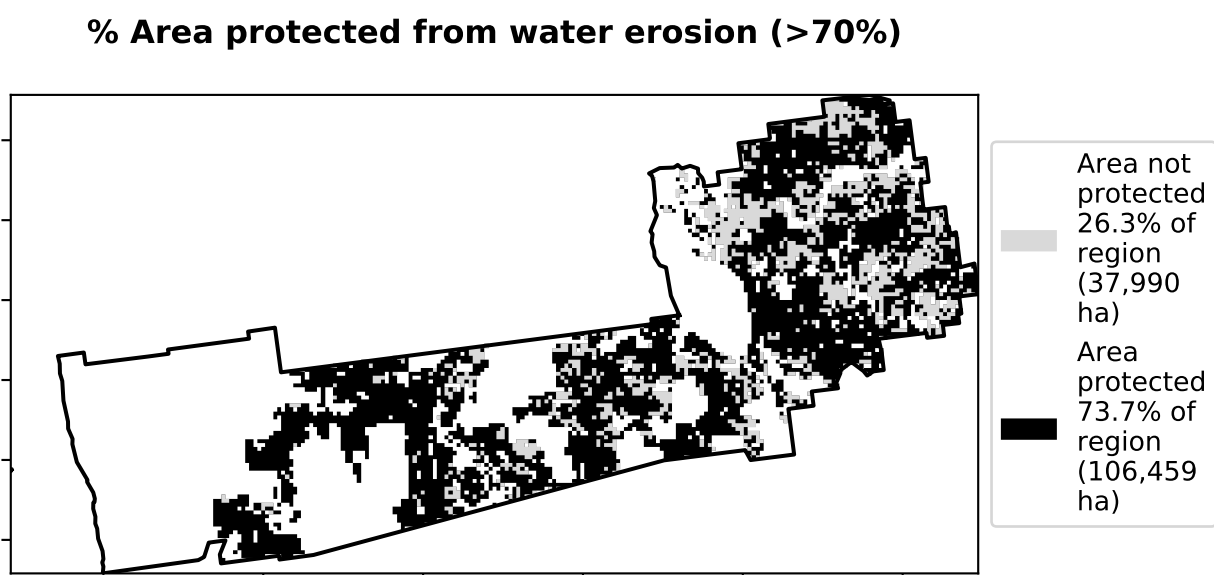 % Area protected from water erosion (>70%)
Area not
protected
26.3% of
region
(37,990
ha)
Area
protected
73.7% of
region
(106,459
ha)